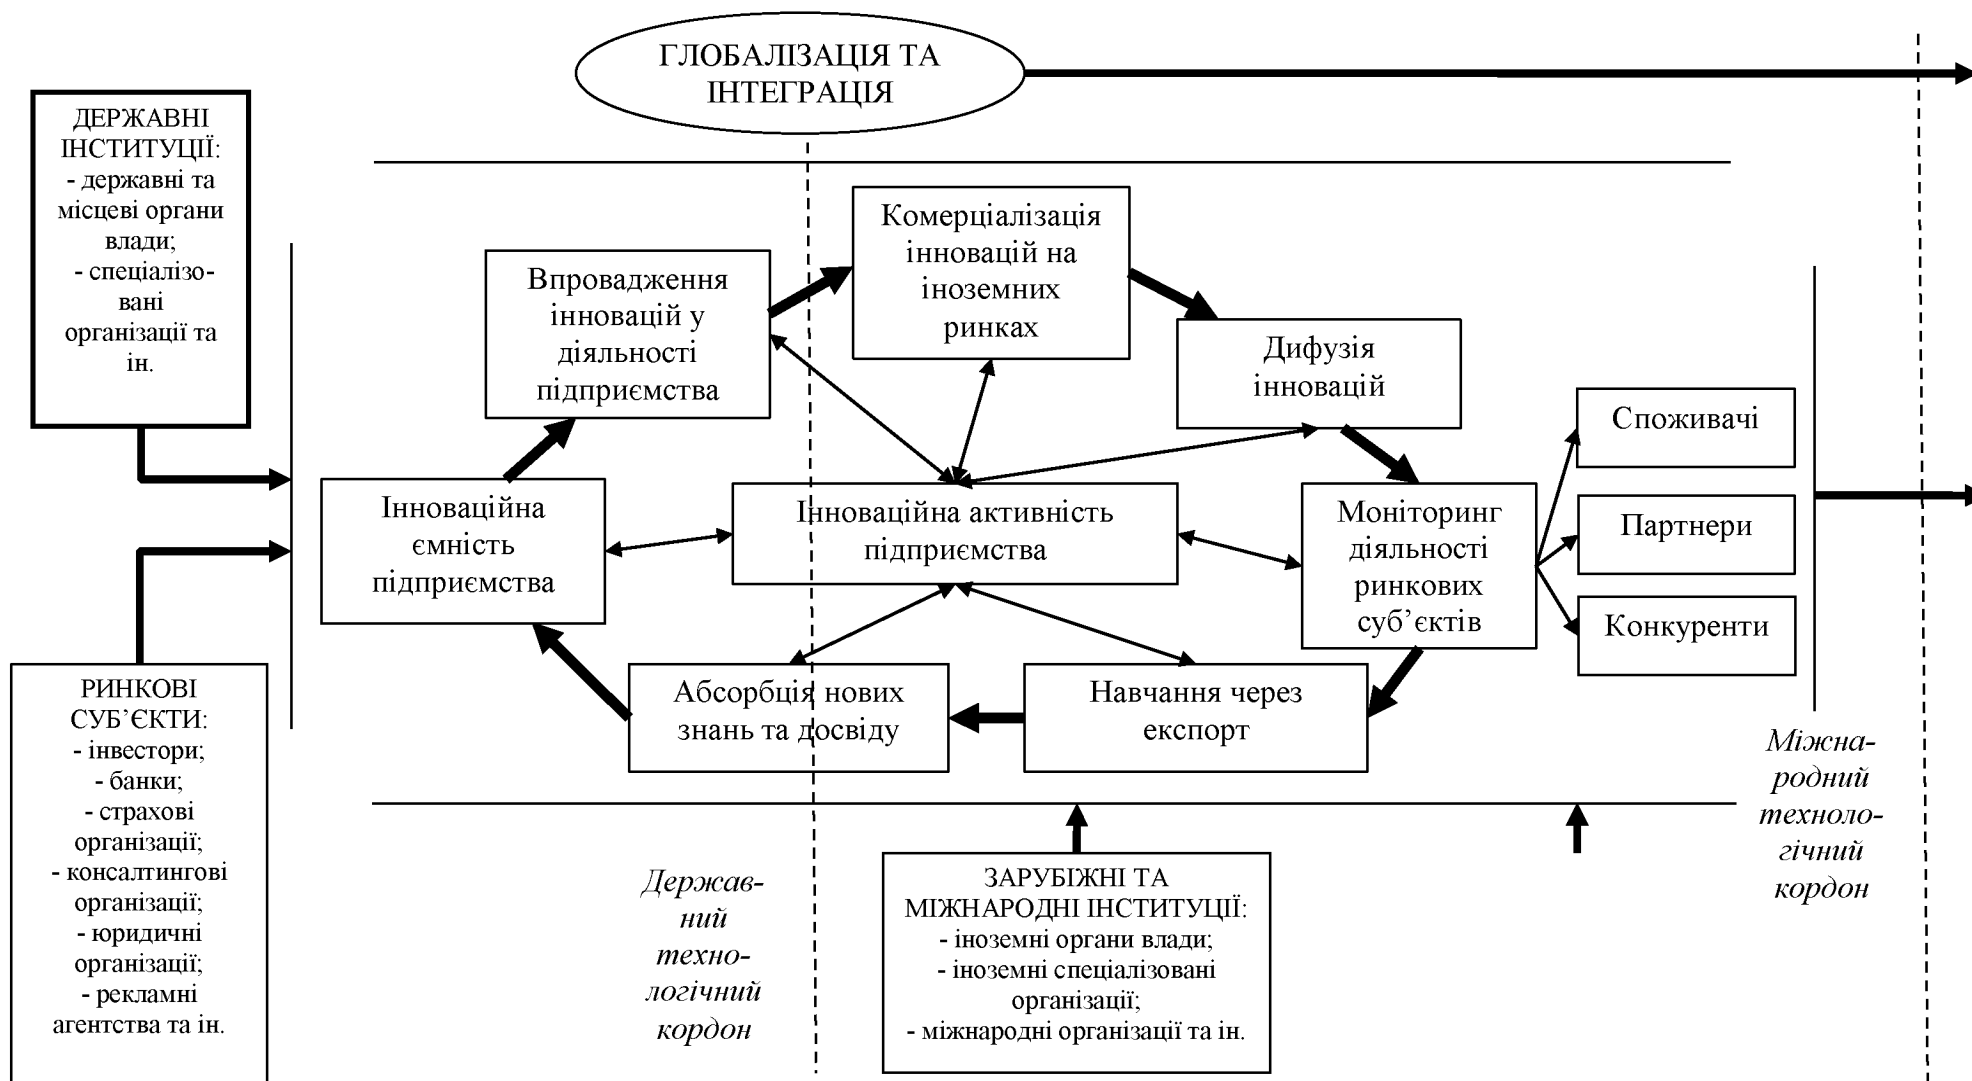 ГЛОБАЛІЗАЦІЯ ТА
ІНТЕГРАЦІЯ
ДЕРЖАВНІ
ІНСТИТУЦІЇ:
- державні та
місцеві органи
влади;
- спеціалізо-
вані
організації та
ін.
Впровадження
інновацій у
діяльності
підприємства
Комерціалізація
інновацій на
іноземних
ринках
Дифузія
інновацій
Споживачі
Партнери
Конкуренти
Інноваційна
ємність
підприємства
Інноваційна активність
підприємства
Моніторинг
діяльності
ринкових
суб’єктів
Абсорбція нових
знань та досвіду
Навчання через
експорт
РИНКОВІ
СУБ’ЄКТИ:
- інвестори;
- банки;
- страхові
організації;
- консалтингові
організації;
- юридичні
організації;
- рекламні
агентства та ін.
Держав-
ний
техно-
логічний
кордон
ЗАРУБІЖНІ ТА
МІЖНАРОДНІ ІНСТИТУЦІЇ:
- іноземні органи влади;
- іноземні спеціалізовані
організації;
- міжнародні організації та ін.
Міжна-
родний
техноло-
гічний
кордон